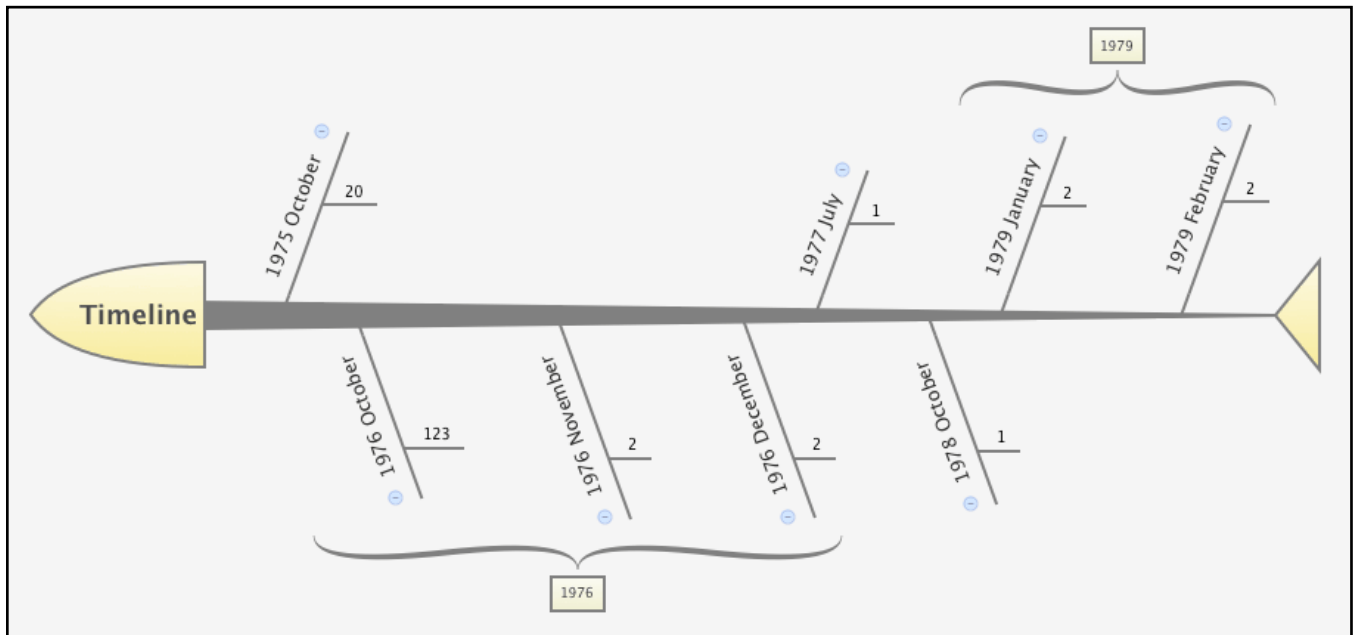 1979
1975 October
20
1977 July
1
1979 January
2
1979 February
2
Timeline
1976 October
123
1976 November
2
1976 December
2
1978 October
1
1976